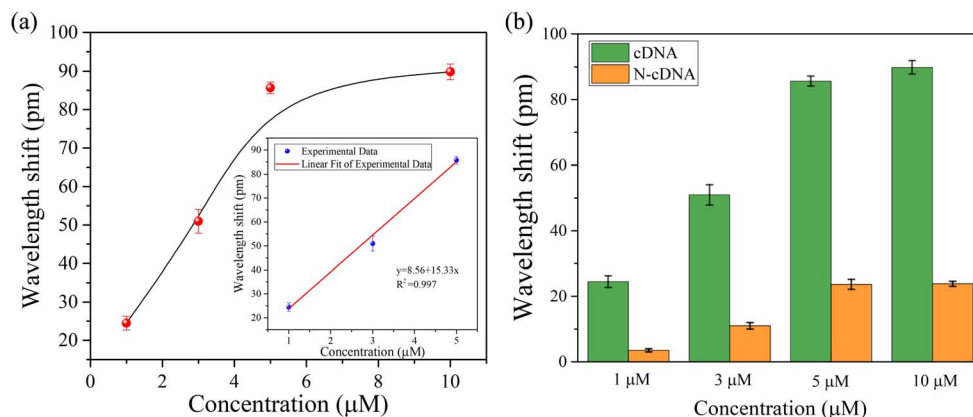 (a)
100
90
80
70
60
50
40
30
20
Wavelength shift (pm)
0
2
4
6
8
10
Concentration (µM)
Experimental Data
Linear Fit of Experimental Data
90
80
70
60
50
40
30
20
Wavelength shift (pm)
y=8.56+15.33x
R²=0.997
1
2
3
4
5
Concentration (µM)
(b)
cDNA
N-cDNA
100
80
60
40
20
0
Wavelength shift (pm)
1 µM
3 µM
5 µM
10 µM
Concentration (µM)